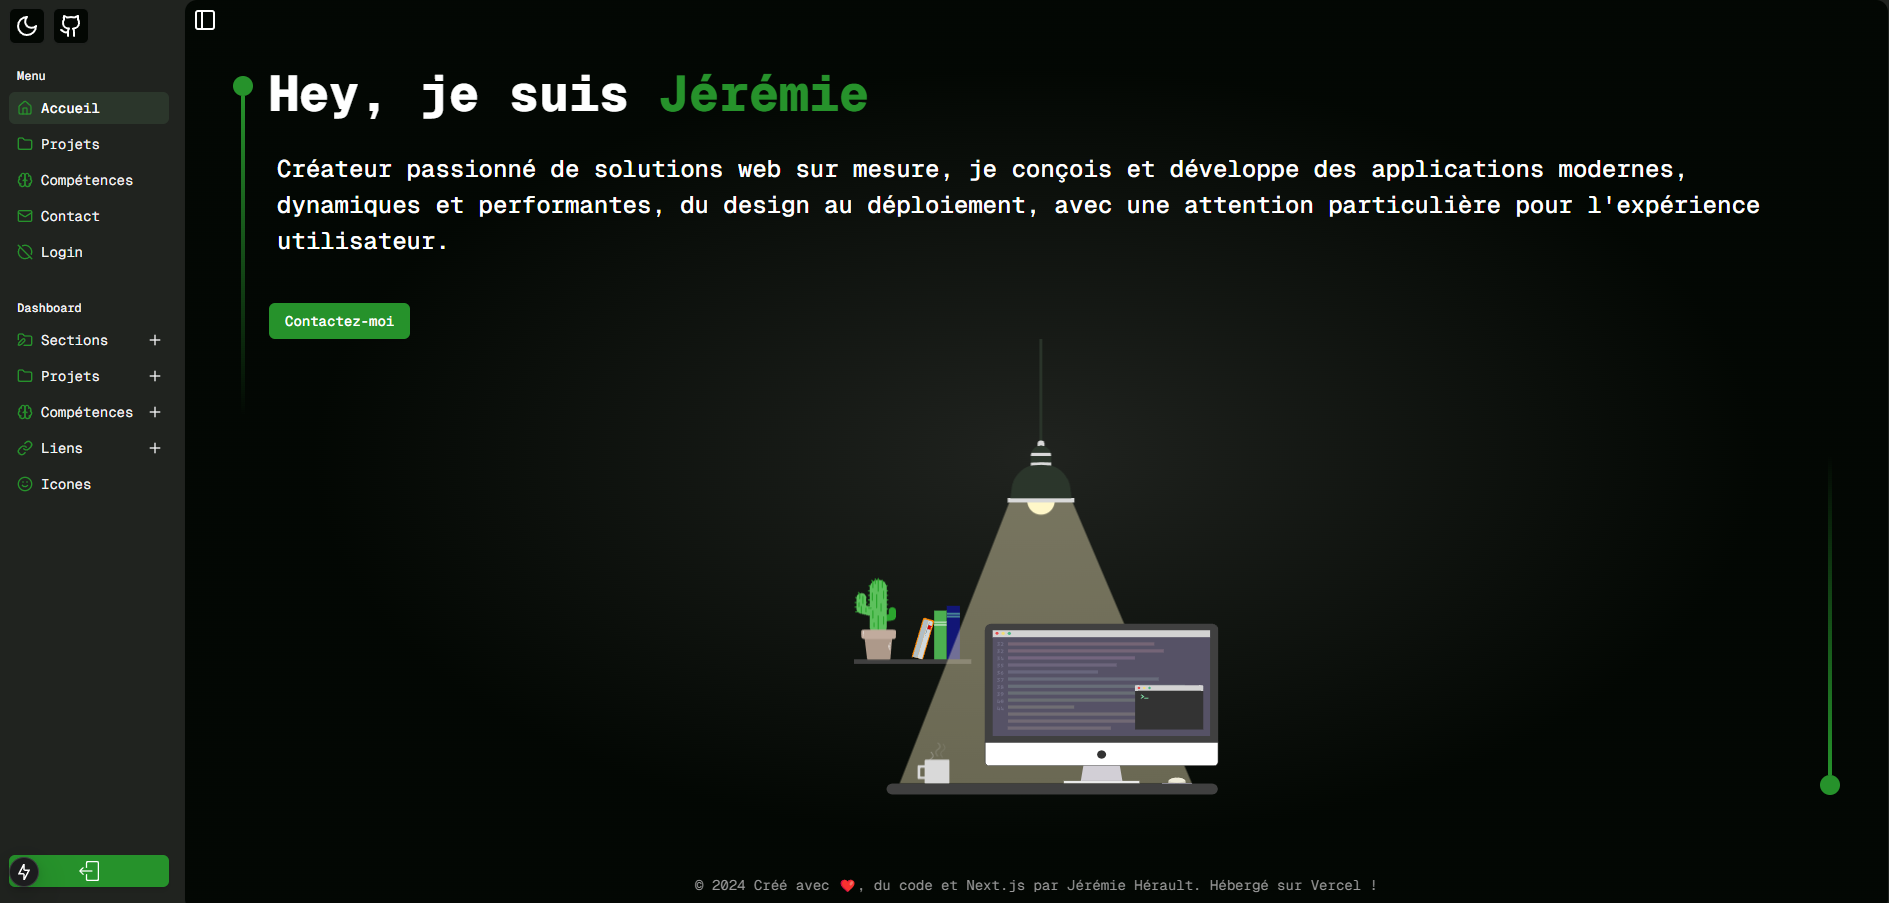 Menu
Accueil
Projets
Compétences
Contact
Login
Dashboard
Sections
Projets
Compétences
Liens
Icones
Hey, je suis Jérémie
Créateur passionné de solutions web sur mesure, je conçois et développe des applications modernes,
dynamiques et performantes, du design au déploiement, avec une attention particulière pour l'expérience
utilisateur.
Contactez-moi
>_
© 2024 Créé avec ❤️, du code et Next.js par Jérémie Hérault. Hébergé sur Vercel !